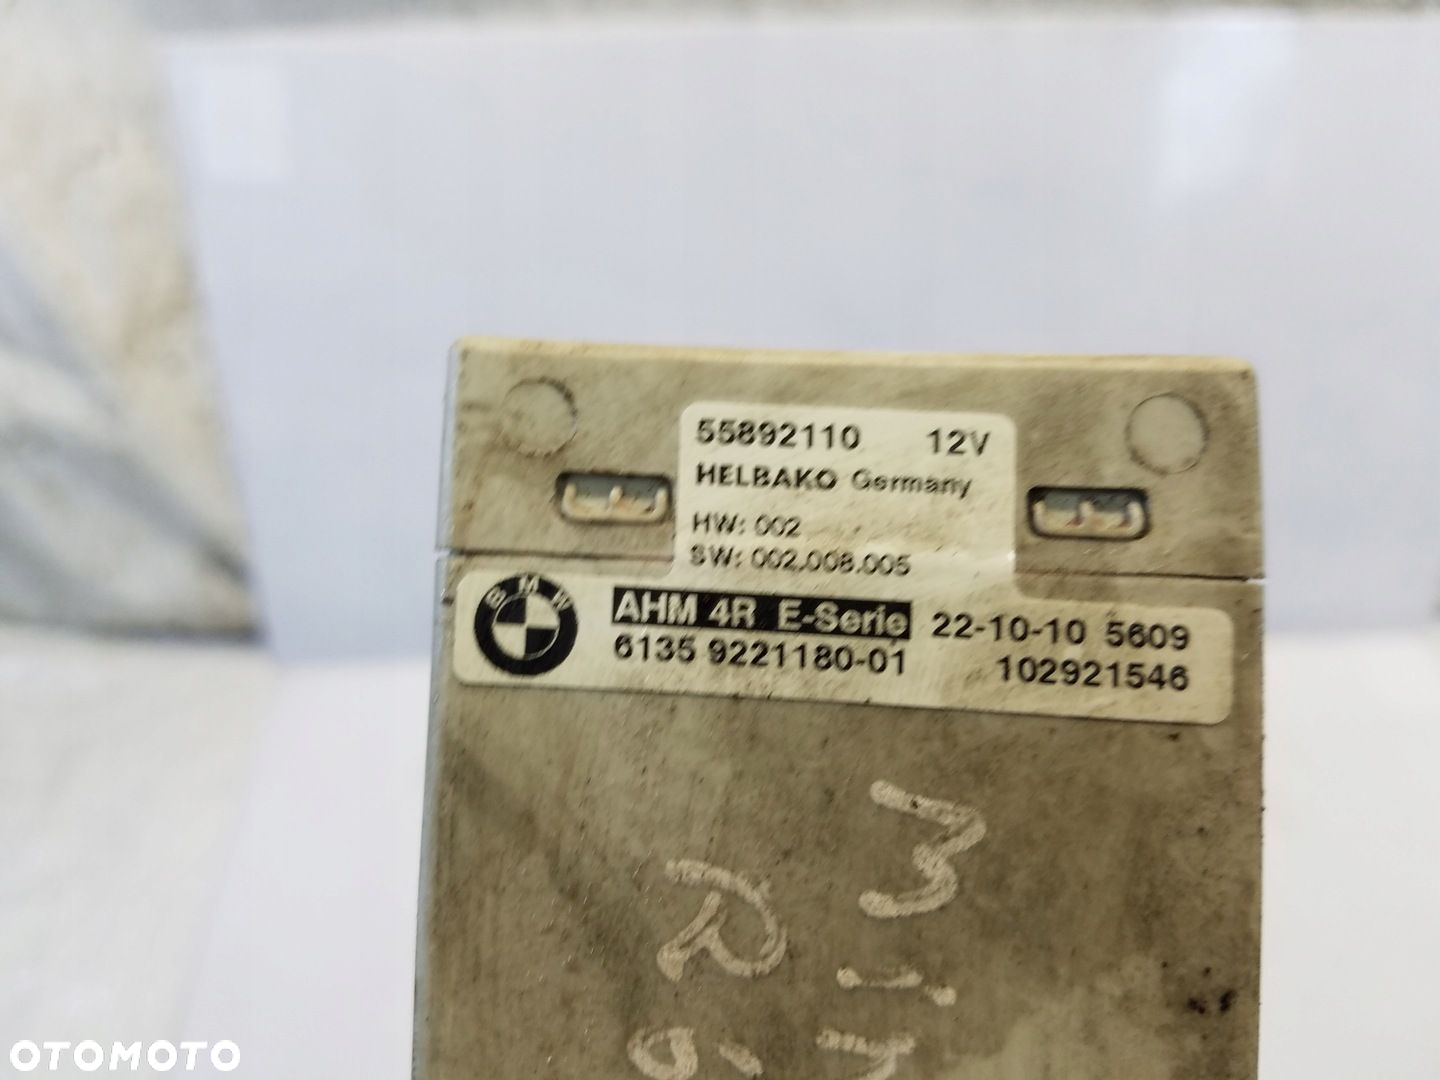 55892110 12V
HELBAKO Germany
HW: 002
SW: 002.008.005
BMW
AHM 4R E-Serie 22-10-10 5609
6135 9221180-01 102921546
OTOMOTO